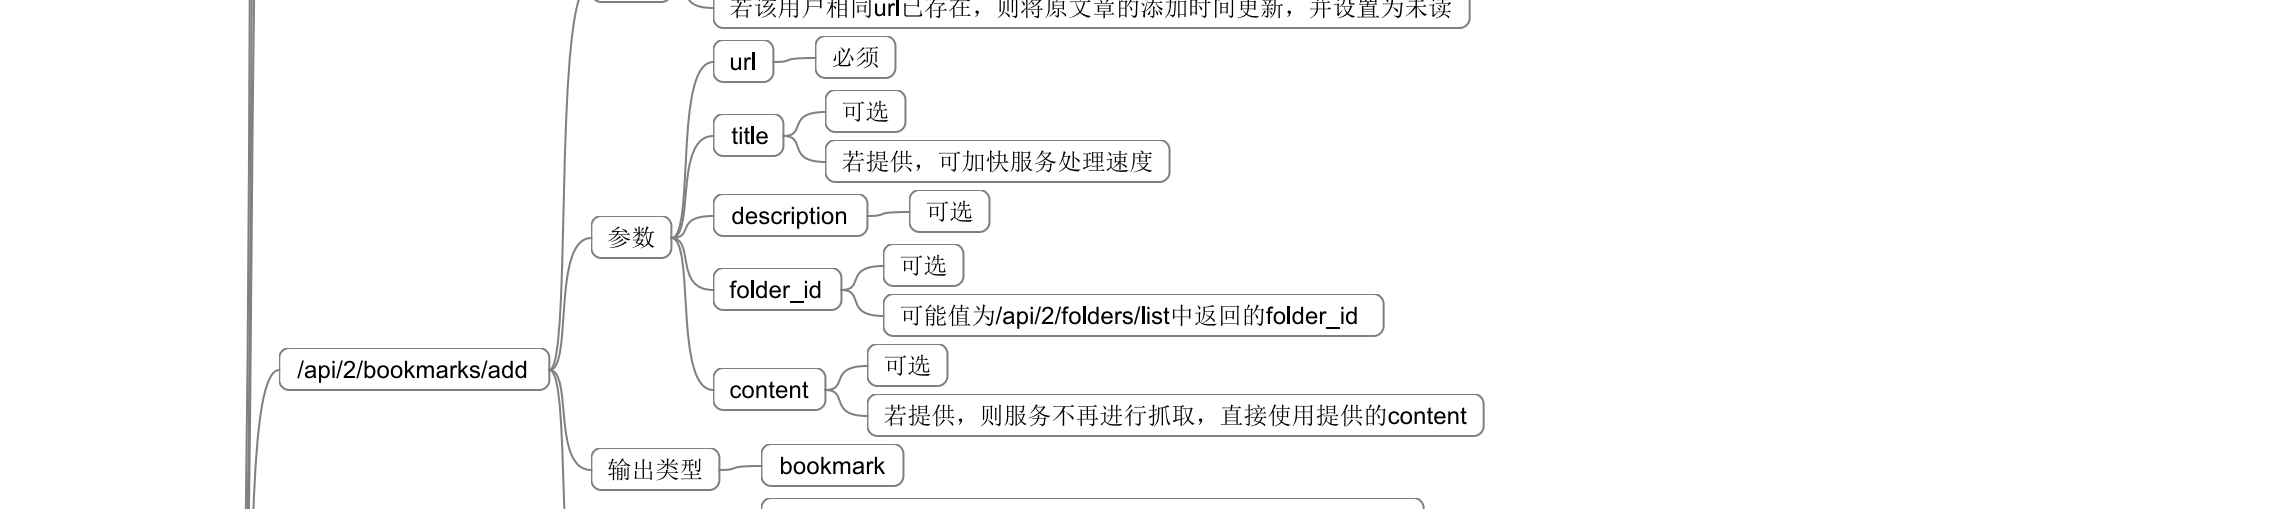 若该用户相同url已存在，则将原文章的添加时间更新，并设置为未读
url
必须
title
可选
若提供，可加快服务处理速度
description
可选
参数
folder_id
可选
可能值为/api/2/folders/list中返回的folder_id
/api/2/bookmarks/add
content
可选
若提供，则服务不再进行抓取，直接使用提供的content
输出类型
bookmark